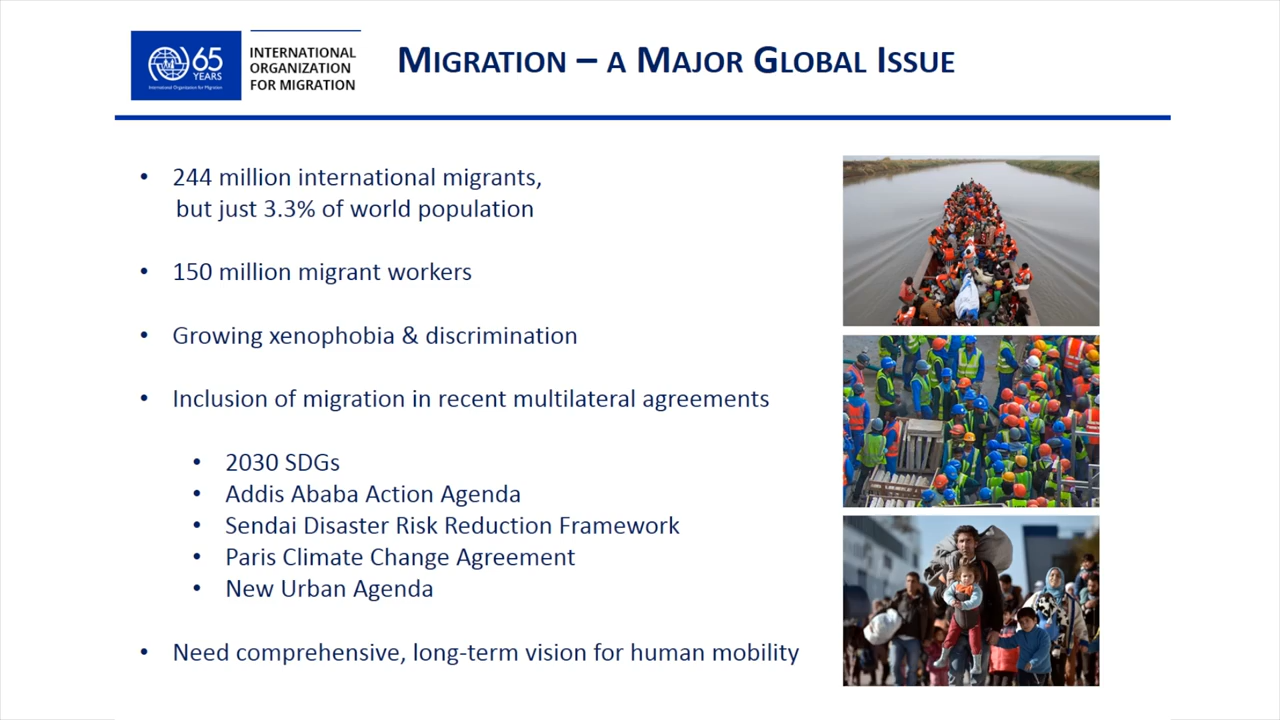 65
YEARS
International Organization for Migration
INTERNATIONAL
ORGANIZATION
FOR MIGRATION
MIGRATION – A MAJOR GLOBAL ISSUE
• 244 million international migrants,
but just 3.3% of world population
• 150 million migrant workers
• Growing xenophobia & discrimination
• Inclusion of migration in recent multilateral agreements
• 2030 SDGs
• Addis Ababa Action Agenda
• Sendai Disaster Risk Reduction Framework
• Paris Climate Change Agreement
• New Urban Agenda
• Need comprehensive, long-term vision for human mobility